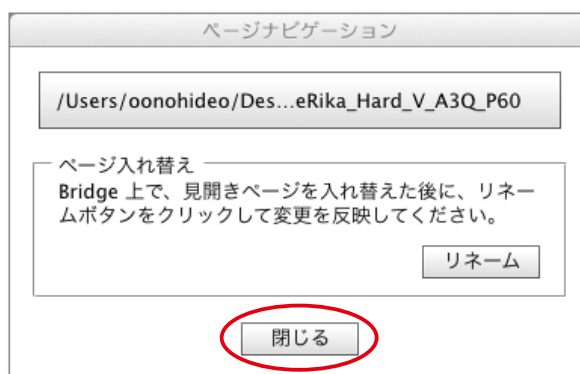 ページナビゲーション
/Users/oonohideo/Des...eRika_Hard_V_A3Q_P60
ページ入れ替え
Bridge 上で、見開きページを入れ替えた後に、リネー
ムボタンをクリックして変更を反映してください。
リネーム
閉じる